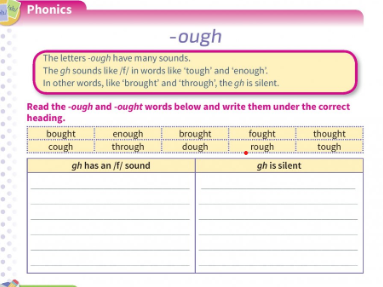 Phonics
-ough
The letters -ough have many sounds.
The gh sounds like /f/ in words like ‘tough’ and ‘enough’.
In other words, like ‘brought’ and ‘through’, the gh is silent.
Read the -ough and -ought words below and write them under the correct
heading.
bought enough brought fought thought
cough through dough rough tough
gh has an /f/ sound gh is silent